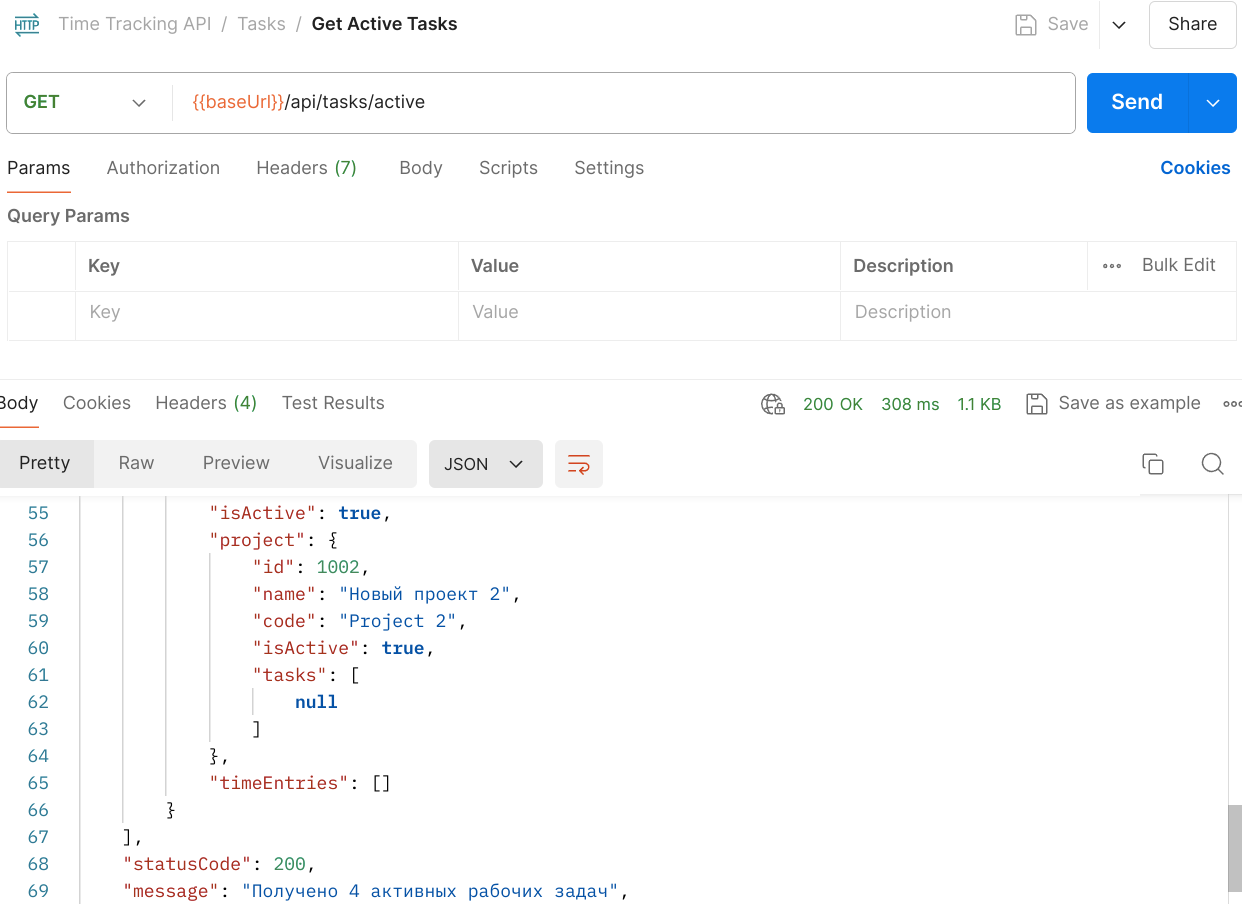 HTTP Time Tracking API / Tasks / Get Active Tasks Save Share
GET {{baseUrl}}/api/tasks/active Send
Params Authorization Headers (7) Body Scripts Settings Cookies
Query Params
Key Value Description Bulk Edit
Key Value Description
Body Cookies Headers (4) Test Results 200 OK 308 ms 1.1 KB Save as example
Pretty Raw Preview Visualize JSON
55 "isActive": true,
56 "project": {
57 "id": 1002,
58 "name": "Новый проект 2",
59 "code": "Project 2",
60 "isActive": true,
61 "tasks": [
62 null
63 ]
64 },
65 "timeEntries": []
66 }
67 ],
68 "statusCode": 200,
69 "message": "Получено 4 активных рабочих задач",